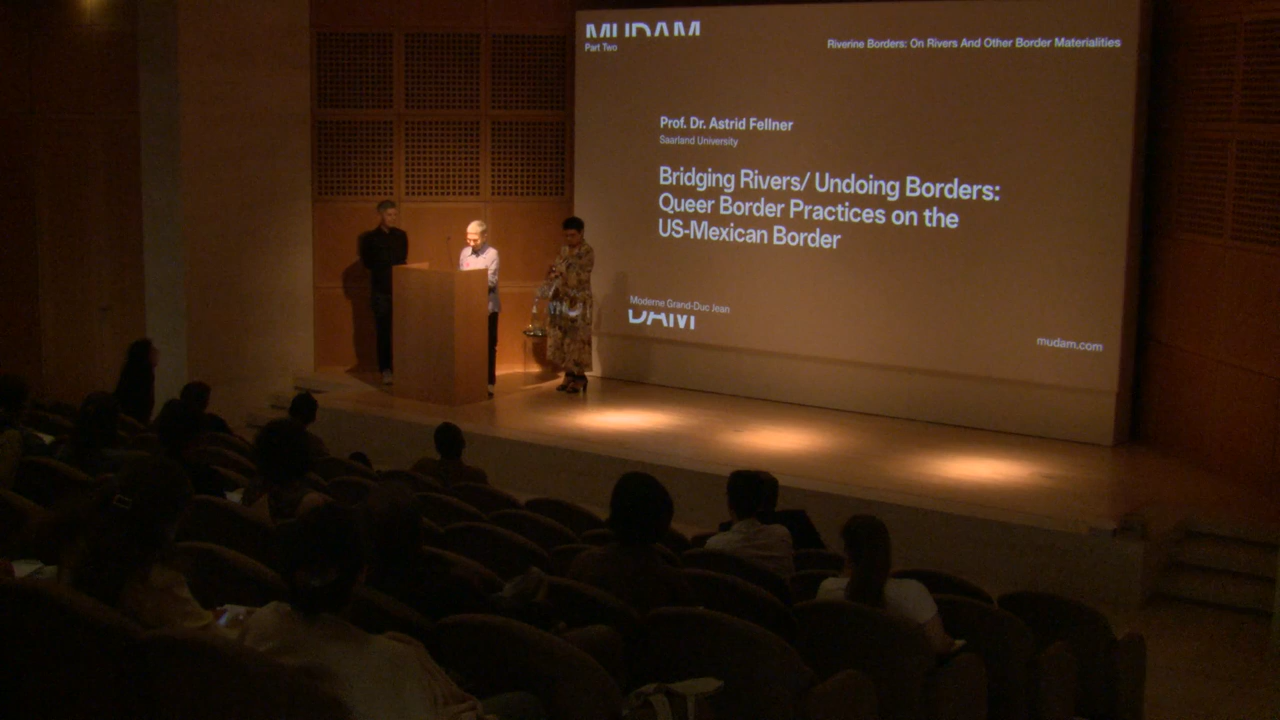 MUDAM
Part Two
Riverine Borders: On Rivers And Other Border Materialities
Prof. Dr. Astrid Fellner
Saarland University
Bridging Rivers/ Undoing Borders:
Queer Border Practices on the
US-Mexican Border
Moderne Grand-Duc Jean
DAM
mudam.com